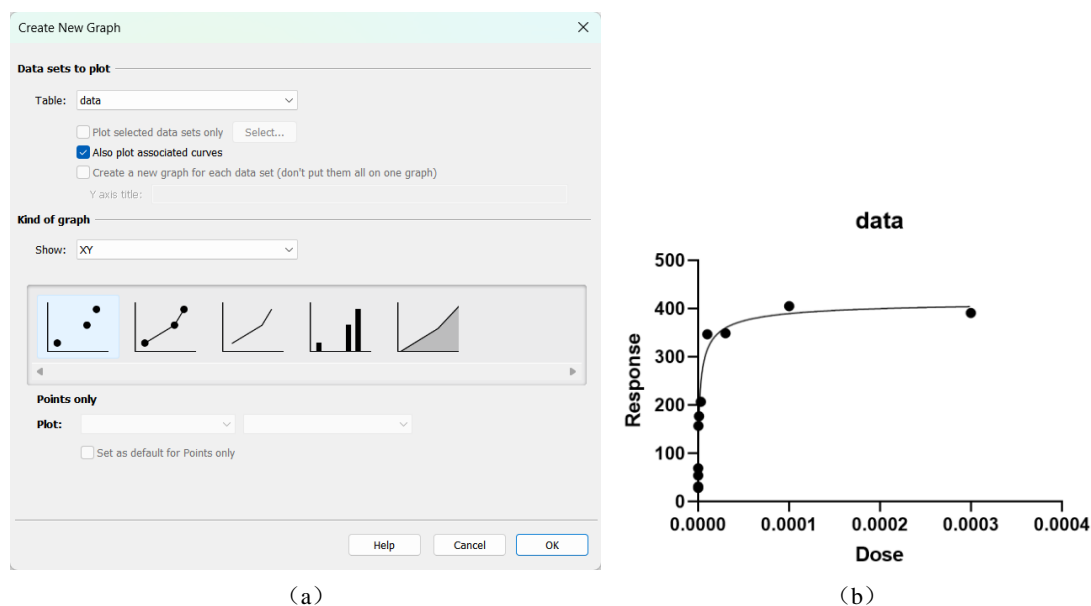 Create New Graph
Data sets to plot
Table: data
Plot selected data sets only Select...
Also plot associated curves
Create a new graph for each data set (don't put them all on one graph)
Y axis title:
Kind of graph
Show: XY
Points only
Plot:
Set as default for Points only
Help Cancel OK
(a)
data
500
400
300
200
100
0
Response
0.0000 0.0001 0.0002 0.0003 0.0004
Dose
(b)